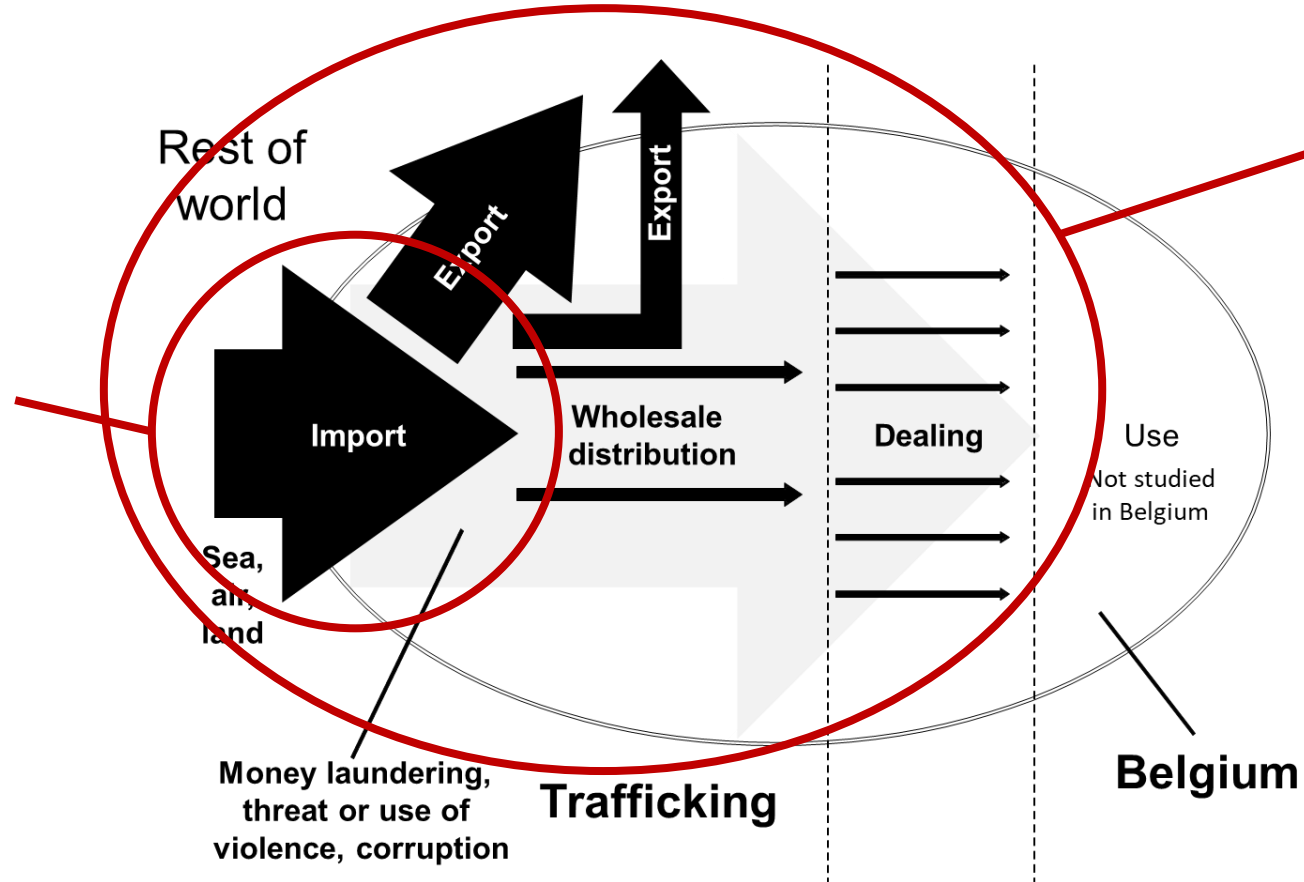 Rest of
world
Export
Export
Import
Wholesale
distribution
Dealing
Use
Not studied
in Belgium
Sea,
air,
land
Money laundering,
threat or use of
violence, corruption
Trafficking
Belgium